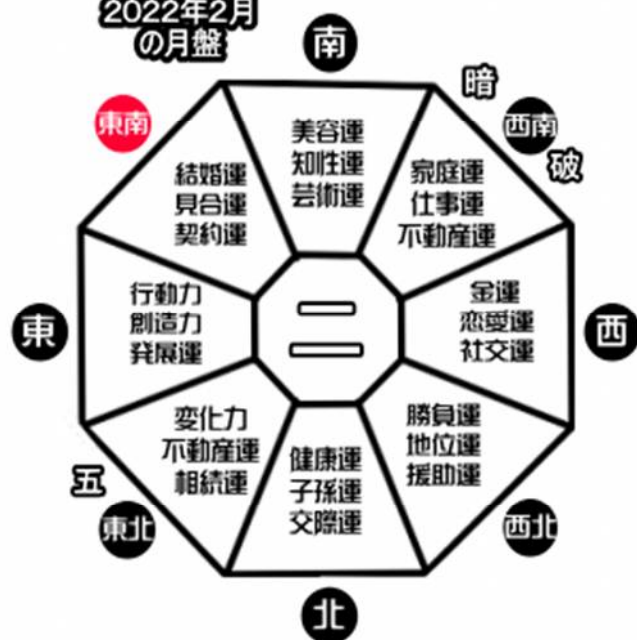 2022年2月
の月盤
南
暗
東南
西南
破
美容運
知性運
芸術運
結婚運
見合運
契約運
家庭運
仕事運
不動産運
東
行動力
創造力
発展運
二
金運
恋愛運
社交運
西
変化力
不動産運
相続運
健康運
子孫運
交際運
勝負運
地位運
援助運
五
東北
西北
北